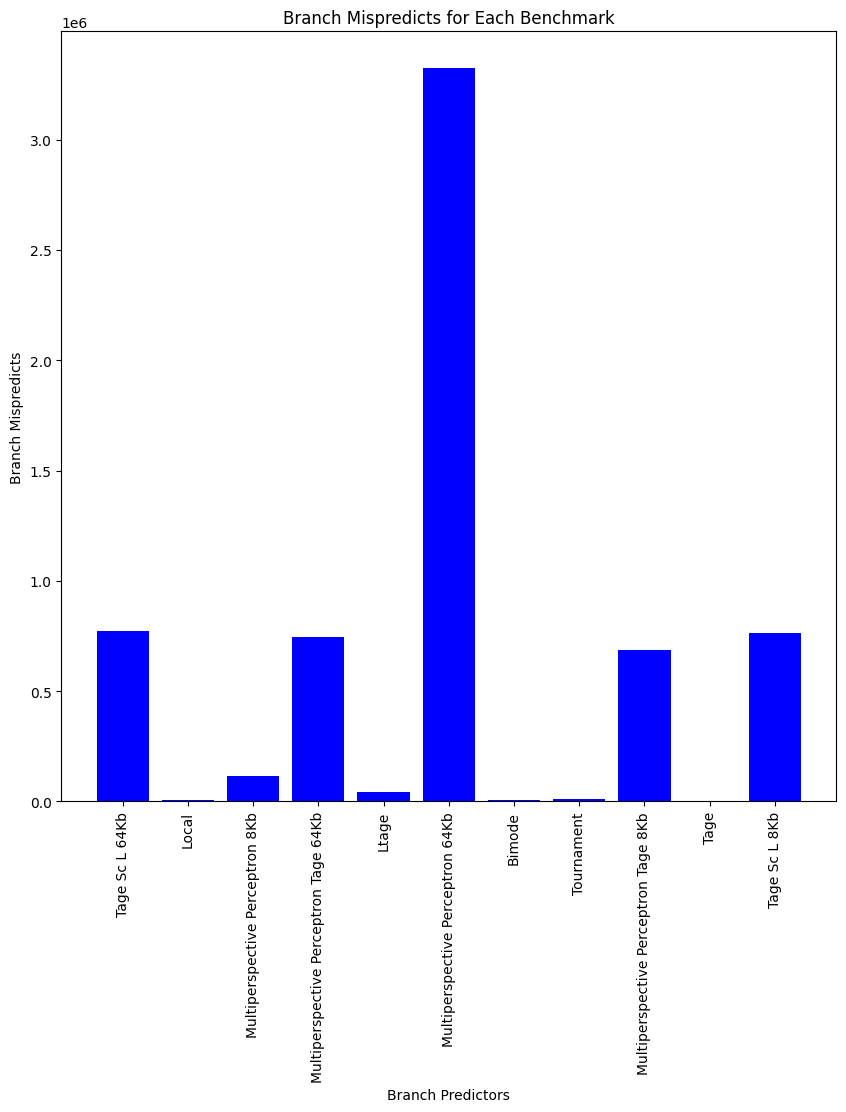 Branch Mispredicts for Each Benchmark
1e6
Branch Mispredicts
3.0
2.5
2.0
1.5
1.0
0.5
0.0
Tage Sc L 64Kb
Local
Multiperspective Perceptron 8Kb
Multiperspective Perceptron Tage 64Kb
Ltage
Multiperspective Perceptron 64Kb
Bimode
Tournament
Multiperspective Perceptron Tage 8Kb
Tage
Tage Sc L 8Kb
Branch Predictors